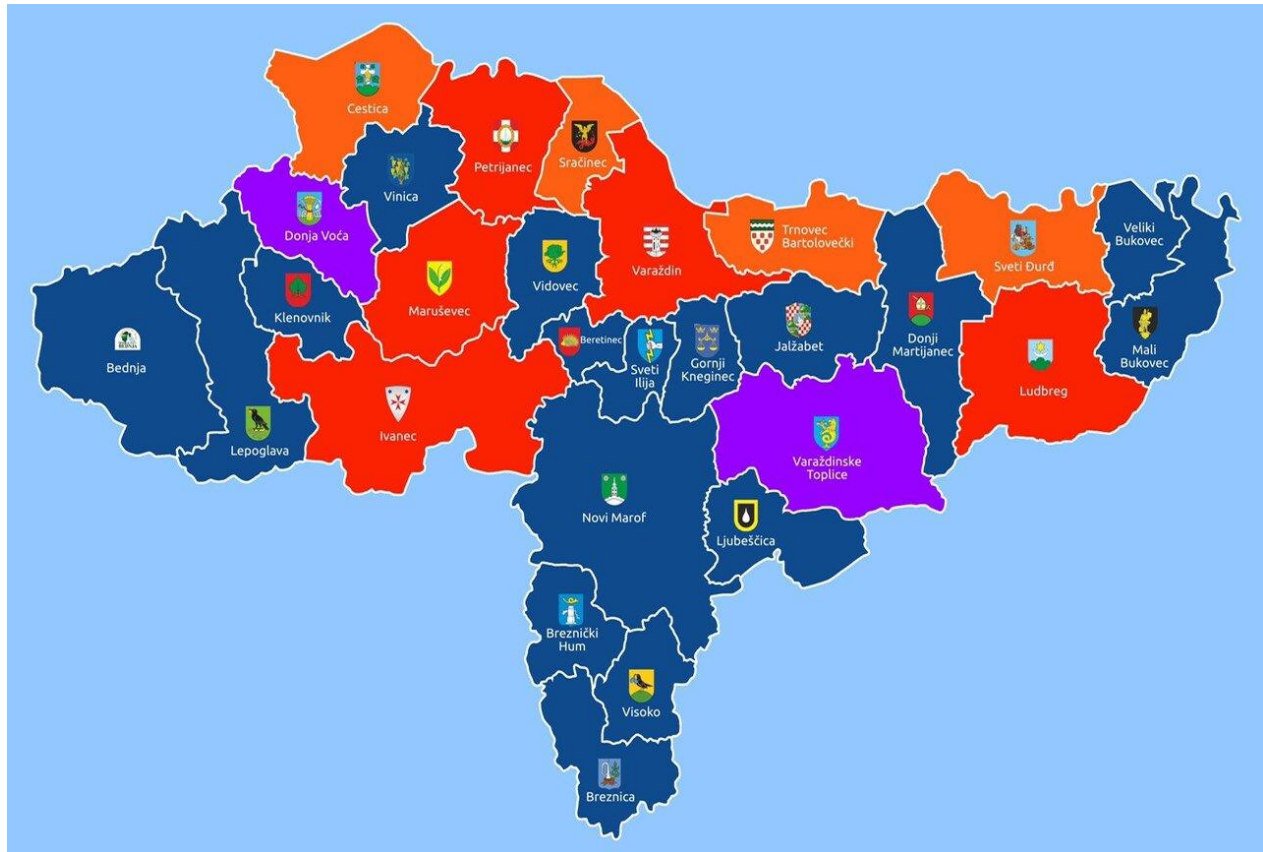 Cestica
Petrijanec
Sračinec
Vinica
Donja Voća
Trnovec
Bartolovečki
Veliki
Bukovec
Sveti Đurđ
Varaždin
Vidovec
Maruševec
Klenovnik
Bednja
BEDNJA
Beretinec
Sveti
Ilija
Gornji
Kneginec
Jalžabet
Donji
Martijanec
Mali
Bukovec
Ludbreg
Ivanec
Lepoglava
Varaždinske
Toplice
Novi Marof
Ljubeščica
Breznički
Hum
Visoko
Breznica